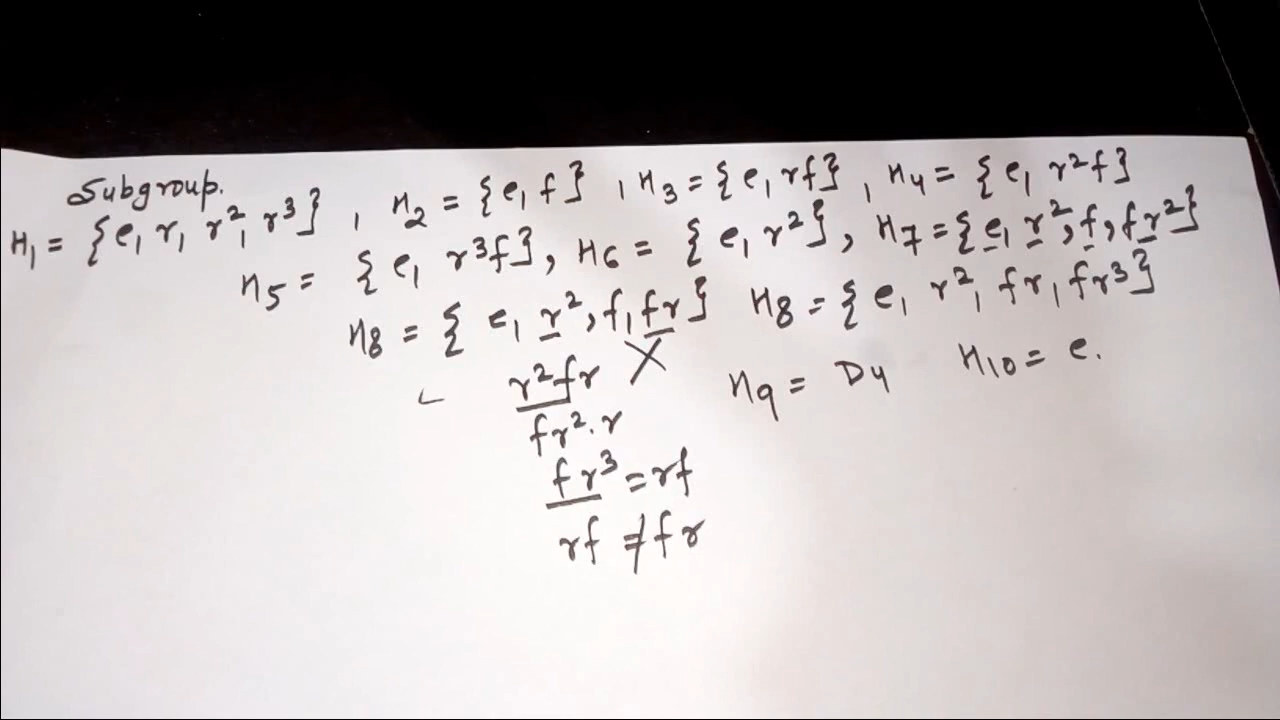 Subgroup.
H₁ = {e, r, r², r³} , H₂ = {e, f} , H₃ = {e, rf} , H₄ = {e, r²f}
H₅ = {e, r³f}, H₆ = {e, r²}, H₇ = {e, r², f, fr²}
H₈ = {e, r², f, fr} H₈ = {e, r², fr, fr³}
r²fr X H₉ = D4 H₁₀ = e.
fr².r
fr³ = rf
rf ≠ fr